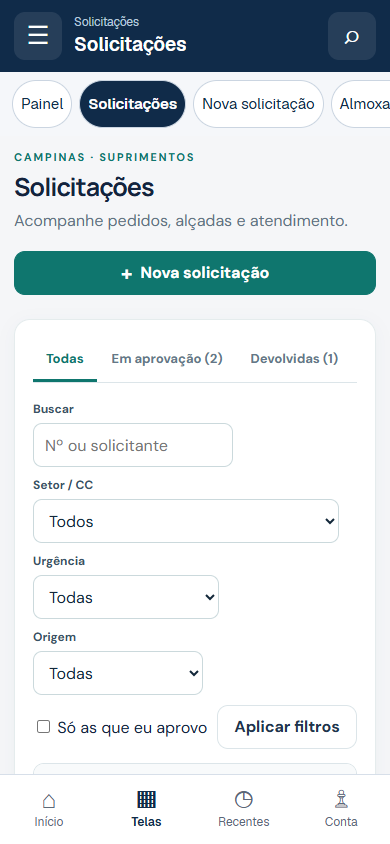 ☰
Solicitações
Solicitações
Painel
Solicitações
Nova solicitação
Almoxa
CAMPINAS · SUPRIMENTOS
Solicitações
Acompanhe pedidos, alçadas e atendimento.
+ Nova solicitação
Todas
Em aprovação (2)
Devolvidas (1)
Buscar
Nº ou solicitante
Setor / CC
Todos
Urgência
Todas
Origem
Todas
Só as que eu aprovo
Aplicar filtros
Início
Telas
Recentes
Conta